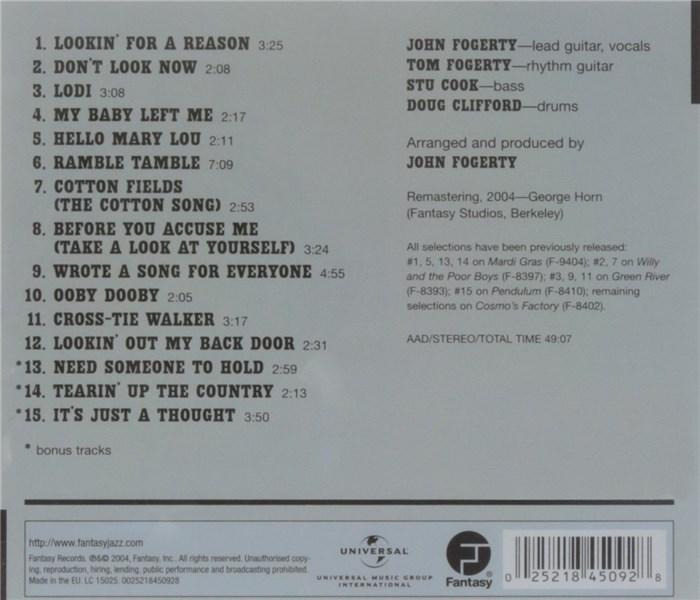 1. LOOKIN' FOR A REASON 3:25
2. DON'T LOOK NOW 2:08
3. LODI 3:08
4. MY BABY LEFT ME 2:17
5. HELLO MARY LOU 2:11
6. RAMBLE TAMBLE 7:09
7. COTTON FIELDS
(THE COTTON SONG) 2:53
8. BEFORE YOU ACCUSE ME
(TAKE A LOOK AT YOURSELF) 3:24
9. WROTE A SONG FOR EVERYONE 4:55
10. OOBY DOOBY 2:05
11. CROSS-TIE WALKER 3:17
12. LOOKIN' OUT MY BACK DOOR 2:31
*13. NEED SOMEONE TO HOLD 2:59
*14. TEARIN' UP THE COUNTRY 2:13
*15. IT'S JUST A THOUGHT 3:50
* bonus tracks
JOHN FOGERTY—lead guitar, vocals
TOM FOGERTY—rhythm guitar
STU COOK—bass
DOUG CLIFFORD—drums
Arranged and produced by
JOHN FOGERTY
Remastering, 2004—George Horn
(Fantasy Studios, Berkeley)
All selections have been previously released:
#1, 5, 13, 14 on Mardi Gras (F-9404); #2, 7 on Willy
and the Poor Boys (F-8397); #3, 9, 11 on Green River
(F-8393); #15 on Pendulum (F-8410); remaining
selections on Cosmo's Factory (F-8402).
AAD/STEREO/TOTAL TIME 49:07
http://www.fantasyjazz.com
Fantasy Records. ℗&© 2004, Fantasy, Inc. All rights reserved. Unauthorised copy-
ing, reproduction, hiring, lending, public performance and broadcasting prohibited.
Made in the EU. LC 15025. 0025218450928
UNIVERSAL
UNIVERSAL MUSIC GROUP
INTERNATIONAL
Fantasy
0 25218 45092 8